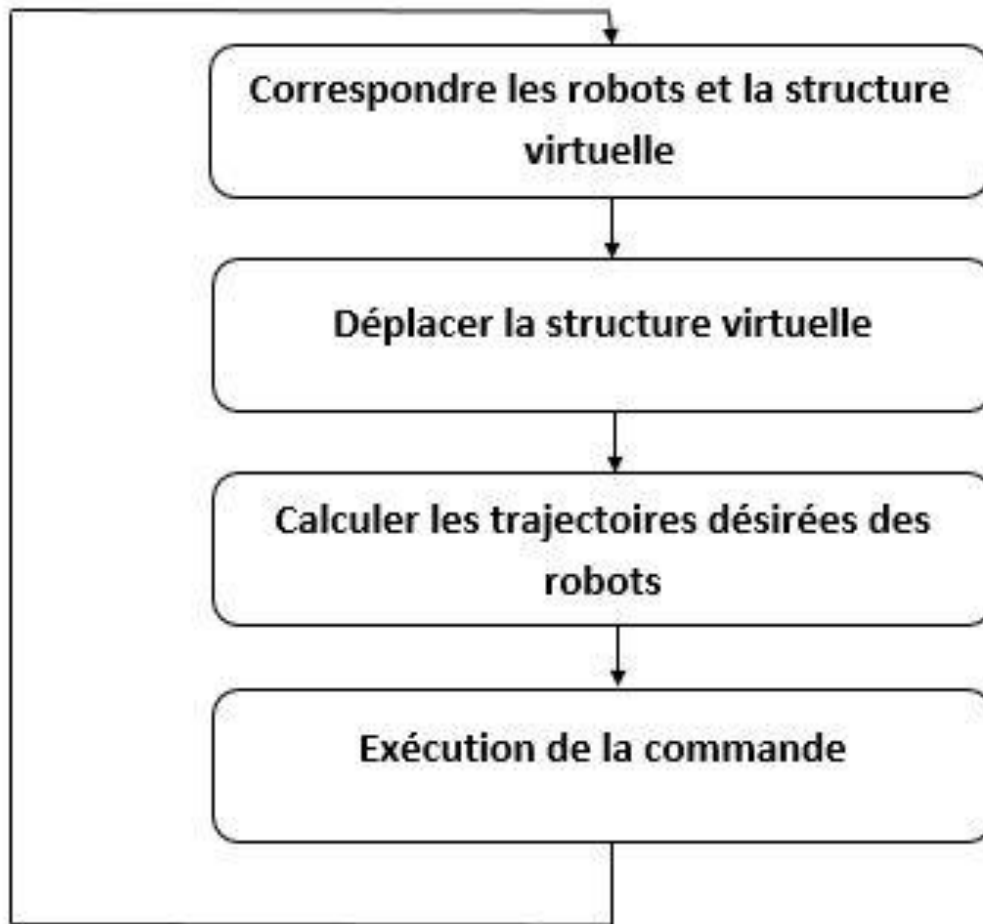 Correspondre les robots et la structure
virtuelle
Déplacer la structure virtuelle
Calculer les trajectoires désirées des
robots
Exécution de la commande